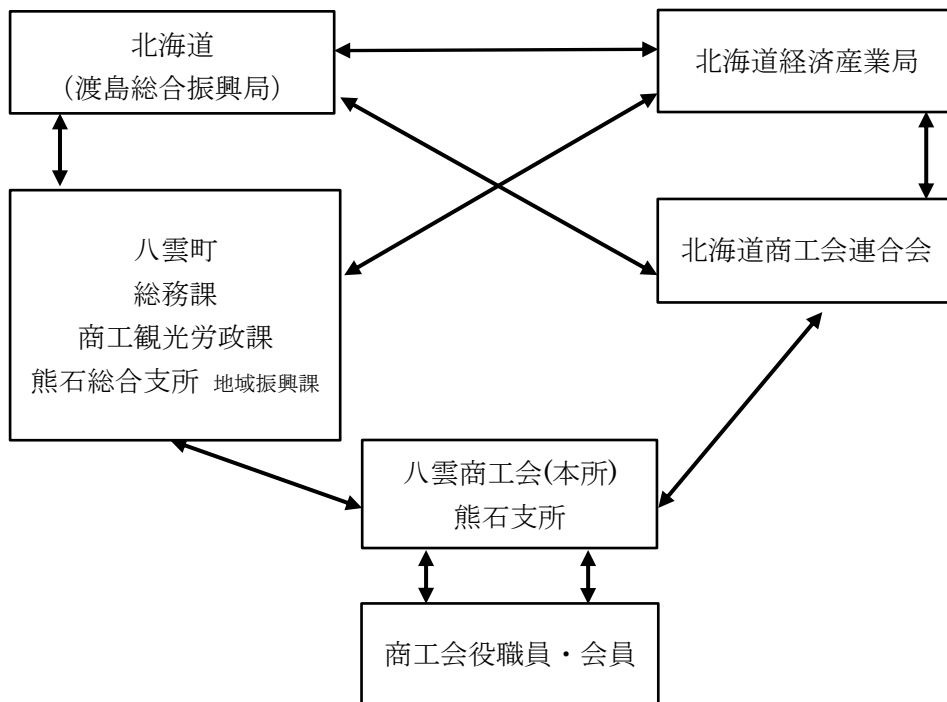 北海道
(渡島総合振興局)
北海道経済産業局
八雲町
総務課
商工観光労政課
熊石総合支所 地域振興課
北海道商工会連合会
八雲商工会(本所)
熊石支所
商工会役職員・会員